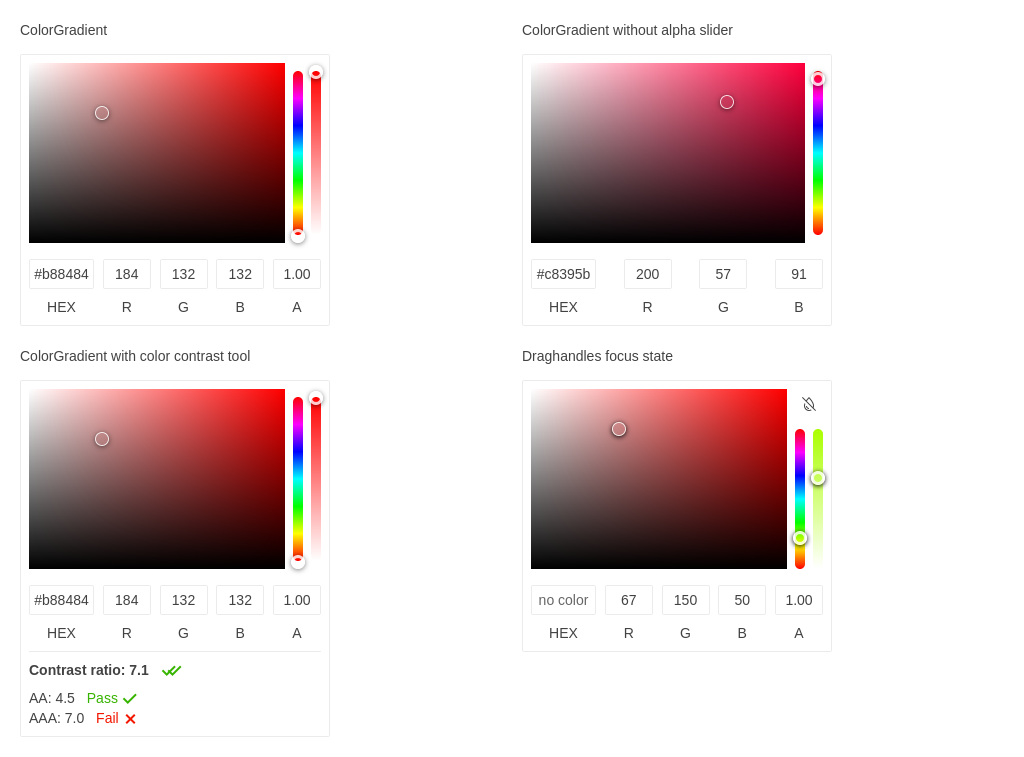 ColorGradient
#b88484 184 132 132 1.00
HEX R G B A
ColorGradient without alpha slider
#c8395b 200 57 91
HEX R G B
ColorGradient with color contrast tool
#b88484 184 132 132 1.00
HEX R G B A
Contrast ratio: 7.1
AA: 4.5 Pass
AAA: 7.0 Fail
Draghandles focus state
no color 67 150 50 1.00
HEX R G B A